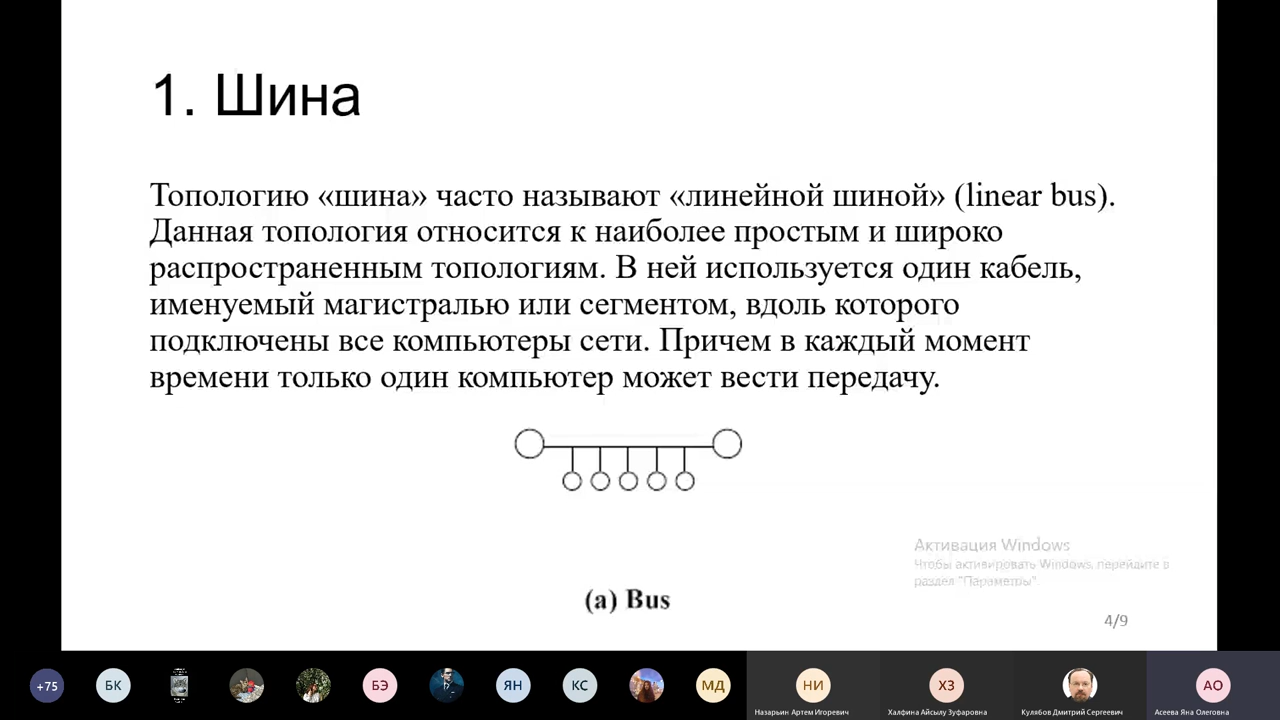 1. Шина
Топологию «шина» часто называют «линейной шиной» (linear bus).
Данная топология относится к наиболее простым и широко
распространенным топологиям. В ней используется один кабель,
именуемый магистралью или сегментом, вдоль которого
подключены все компьютеры сети. Причем в каждый момент
времени только один компьютер может вести передачу.
(a) Bus
Активация Windows
Чтобы активировать Windows, перейдите в
раздел "Параметры".
4/9
+75
БК
БЭ
ЯН
КС
МД
НИ
ХЗ
АО
Назарьин Артем Игоревич
Халфина Айсылу Зуфаровна
Кулябов Дмитрий Сергеевич
Асеева Яна Олеговна